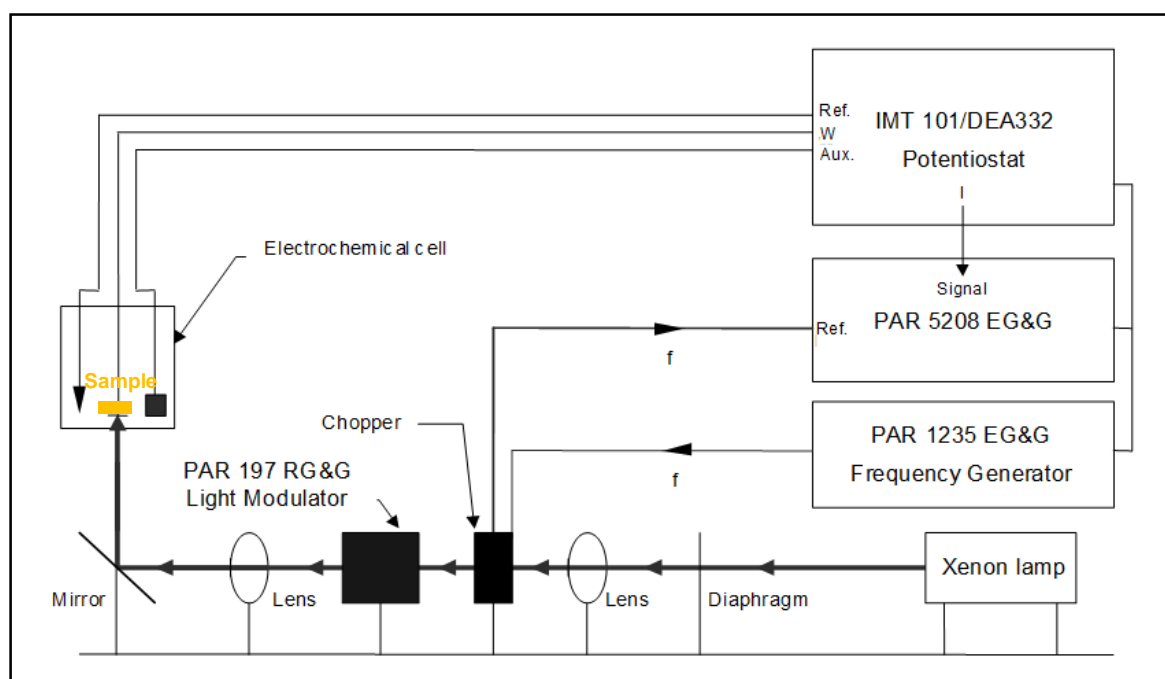 Ref.
W
Aux.
IMT 101/DEA332
Potentiostat
I
Electrochemical cell
Signal
Ref.
PAR 5208 EG&G
f
Sample
Chopper
PAR 1235 EG&G
Frequency Generator
f
PAR 197 RG&G
Light Modulator
Xenon lamp
Mirror
Lens
Lens
Diaphragm